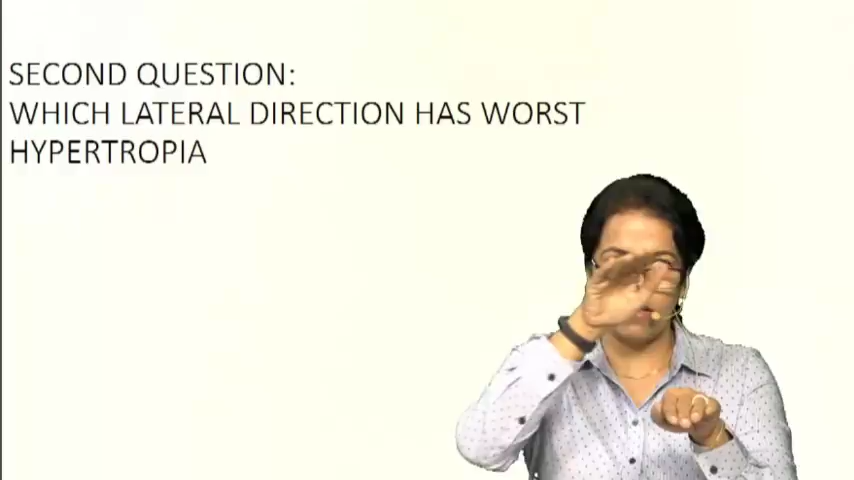 SECOND QUESTION:
WHICH LATERAL DIRECTION HAS WORST
HYPERTROPIA